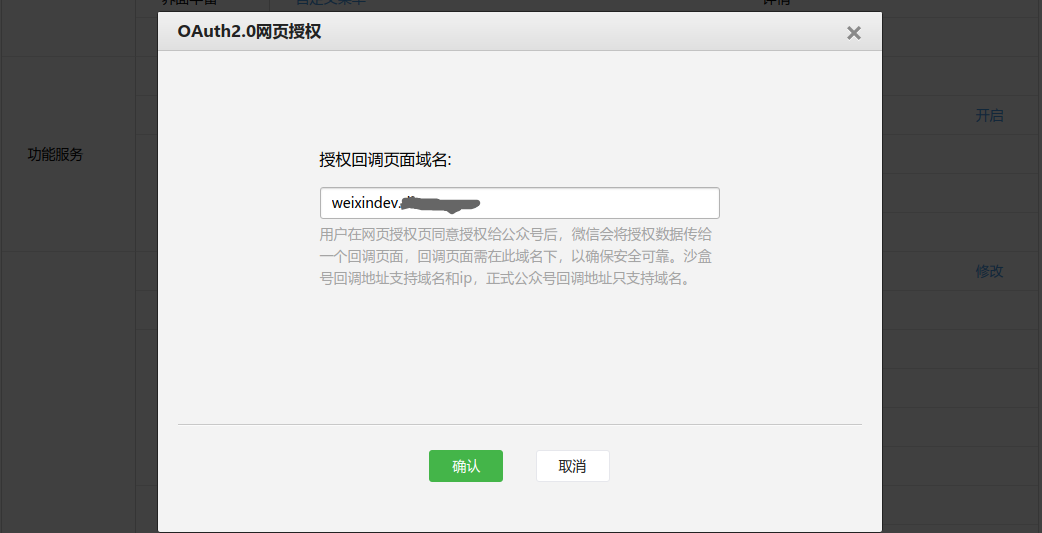 详情
OAuth2.0网页授权
开启
功能服务
授权回调页面域名:
weixindev.
用户在网页授权页同意授权给公众号后，微信会将授权数据传给
一个回调页面，回调页面需在此域名下，以确保安全可靠。沙盒
号回调地址支持域名和ip，正式公众号回调地址只支持域名。
修改
确认 取消